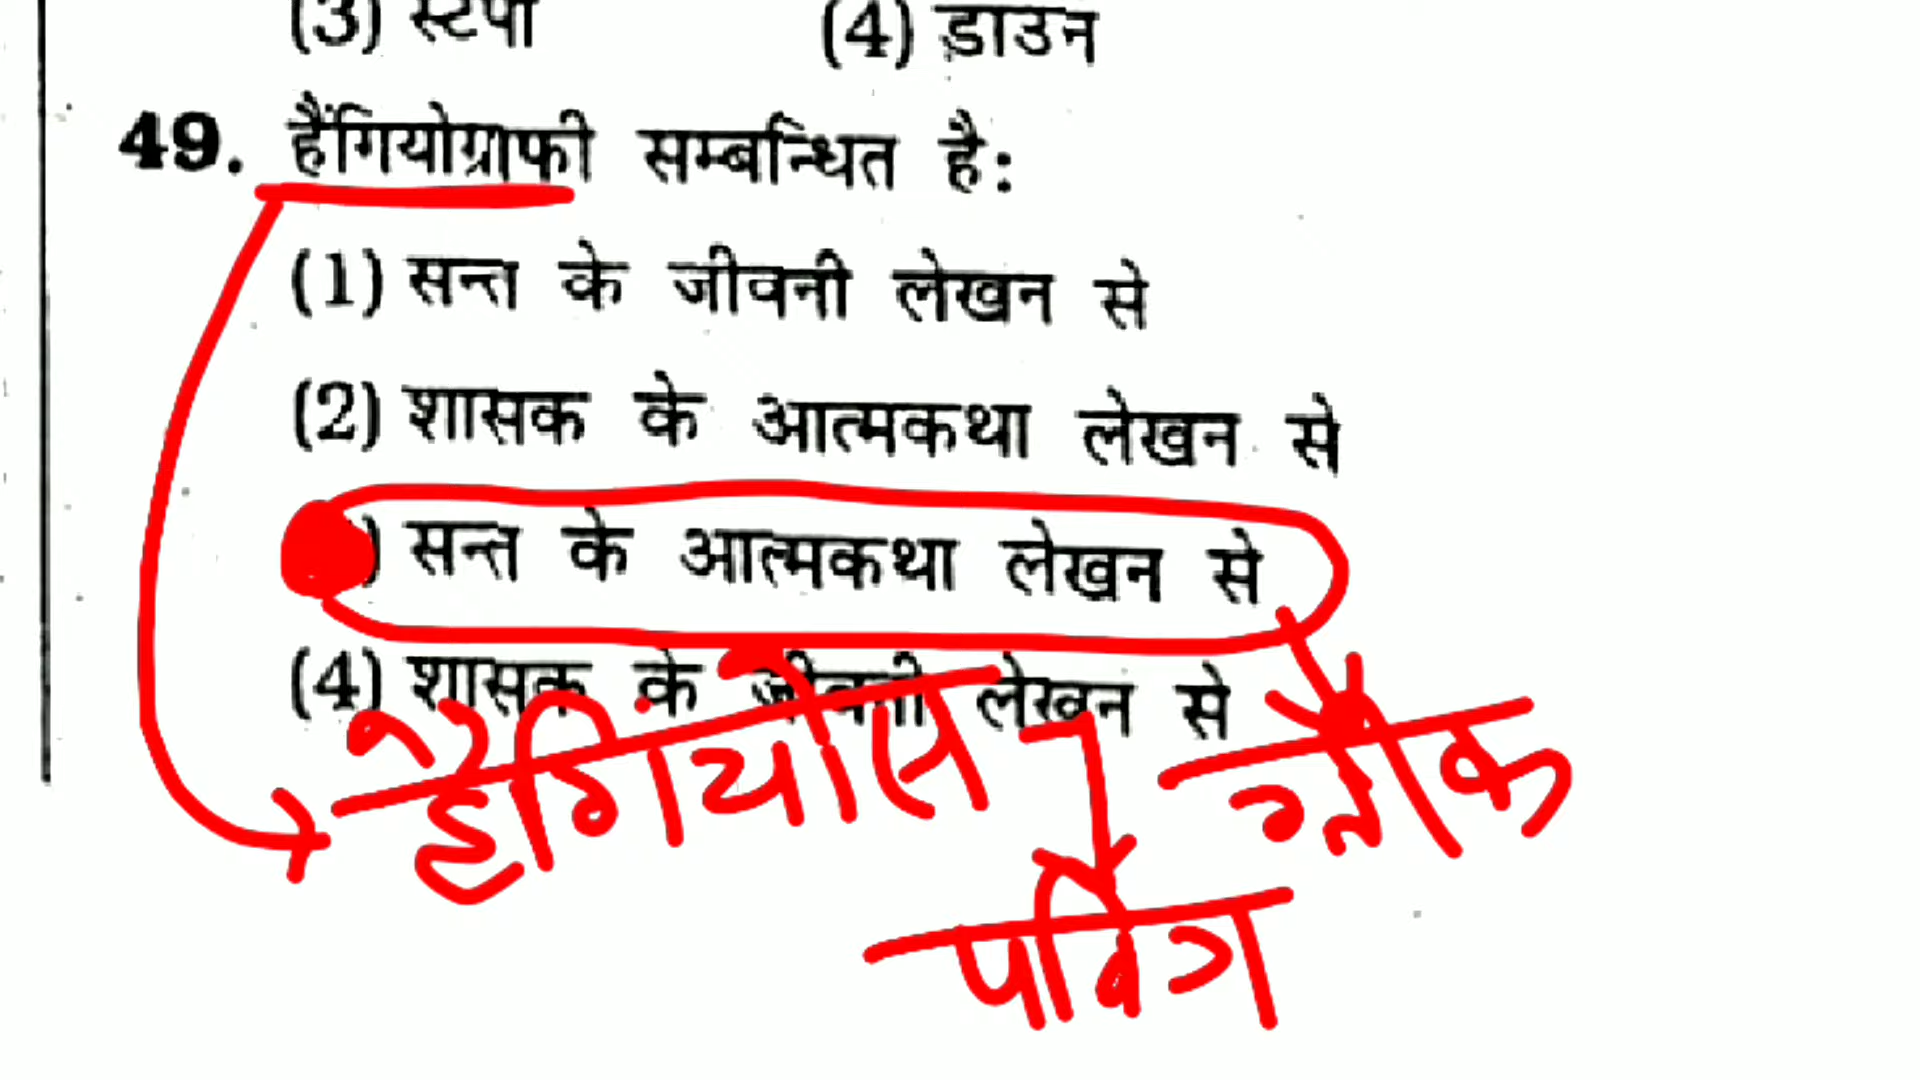 (3) स्टेपी (4) डाउन
49. हैंगियोग्राफी सम्बन्धित है:
(1) सन्त के जीवनी लेखन से
(2) शासक के आत्मकथा लेखन से
) सन्त के आत्मकथा लेखन से
(4) शासक के जीवनी लेखन से
हैगियोस ग्रीक
पवित्र